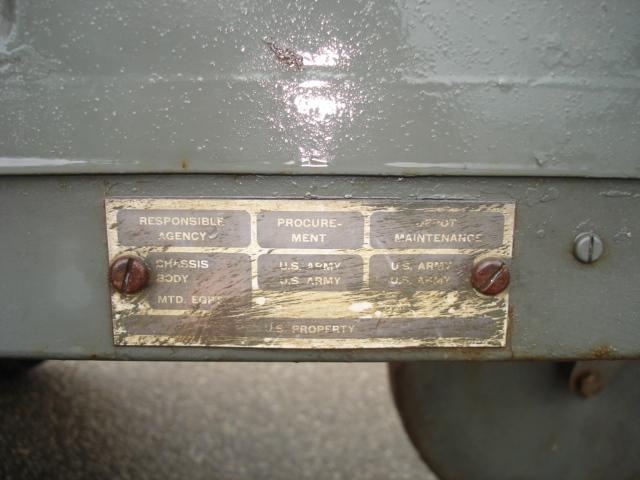 RESPONSIBLE AGENCY
PROCURE-MENT
DEPOT MAINTENANCE
CHASSIS U.S. ARMY U.S. ARMY
BODY U.S. ARMY U.S. ARMY
MTD. EQPT
U.S. PROPERTY